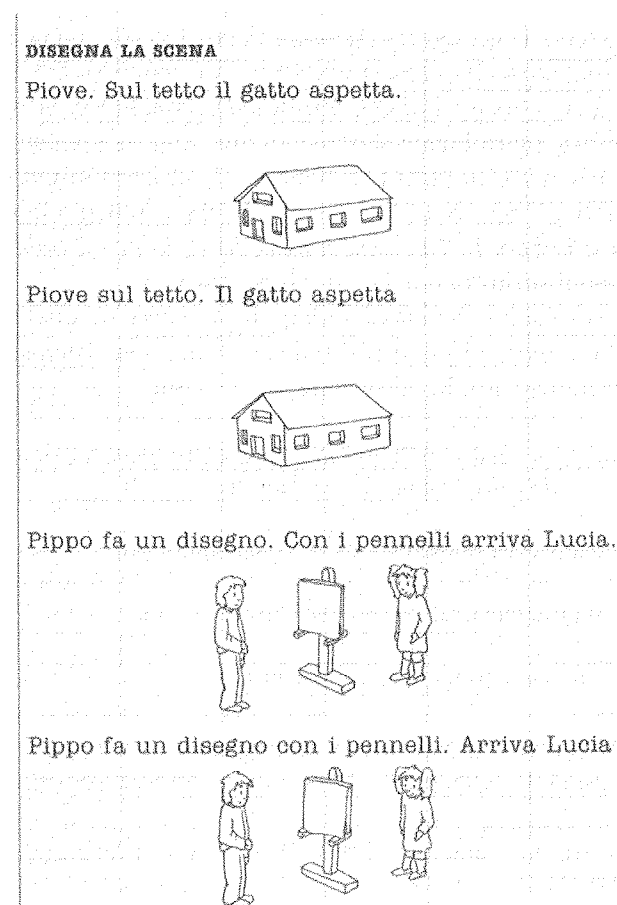 DISEGNA LA SCENA
Piove. Sul tetto il gatto aspetta.
Piove sul tetto. Il gatto aspetta
Pippo fa un disegno. Con i pennelli arriva Lucia.
Pippo fa un disegno con i pennelli. Arriva Lucia